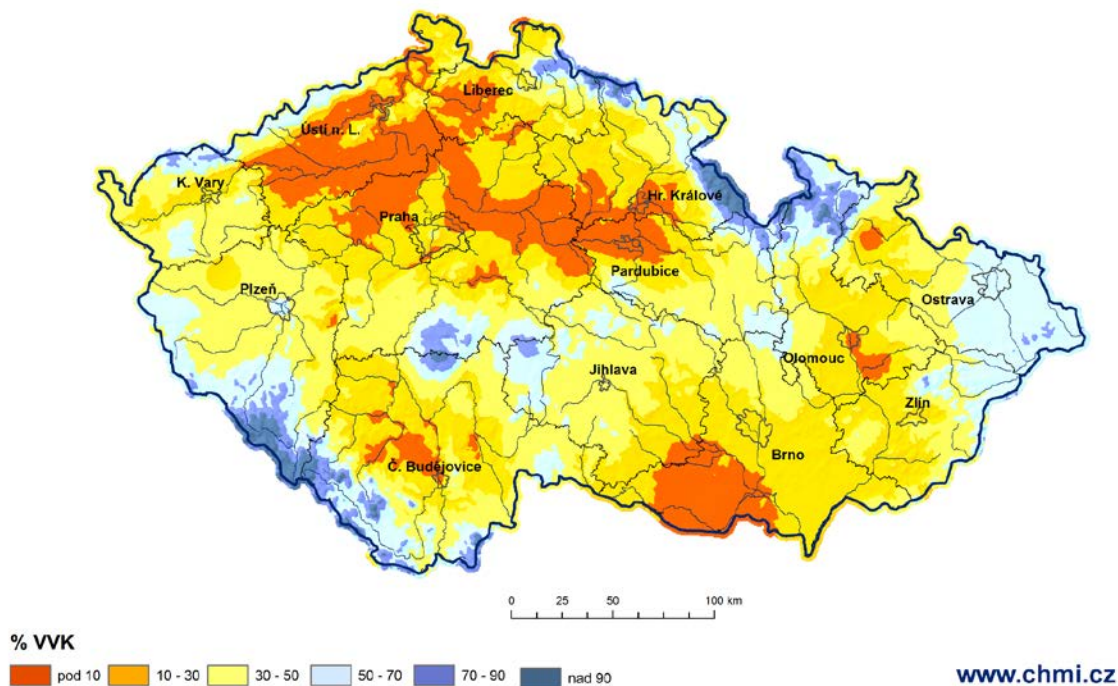 Liberec
Ústí n. L.
K. Vary
Hr. Králové
Praha
Pardubice
Plzeň
Ostrava
Olomouc
Jihlava
Zlín
Brno
Č. Budějovice
0 25 50 100 km
% VVK
pod 10 10 - 30 30 - 50 50 - 70 70 - 90 nad 90
www.chmi.cz